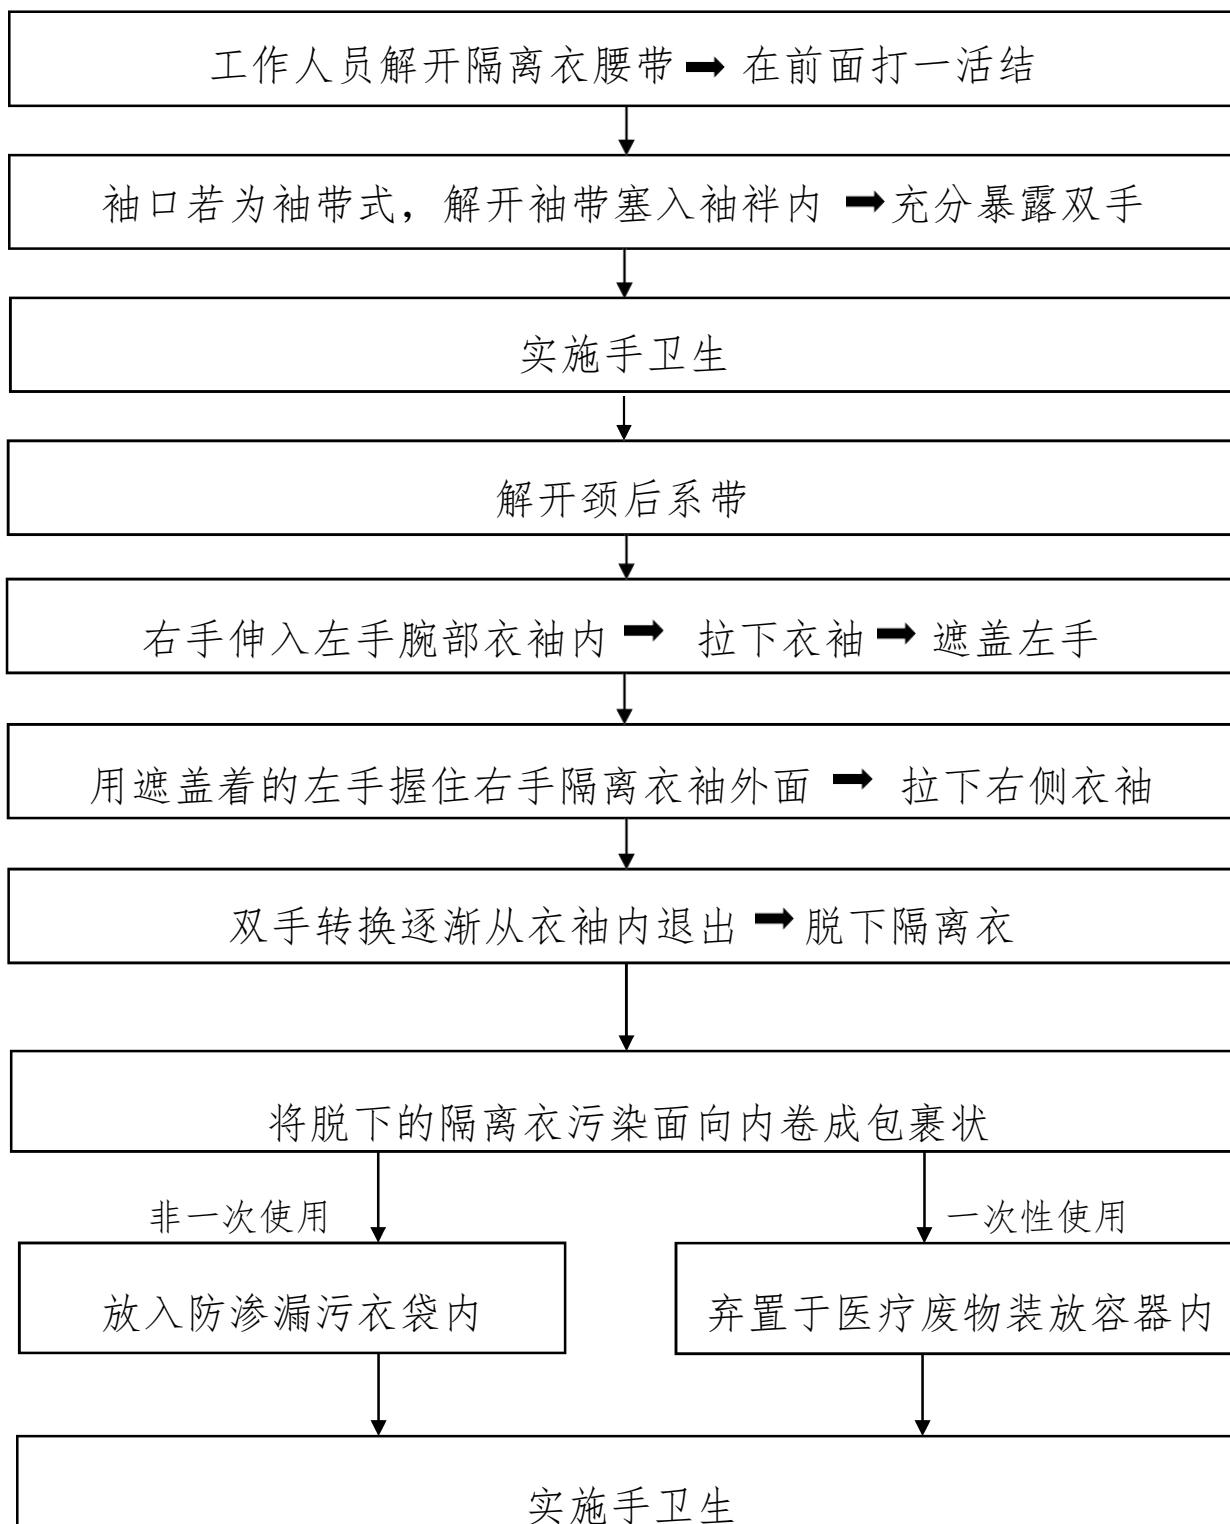 工作人员解开隔离衣腰带➡在前面打一活结
袖口若为袖带式，解开袖带塞入袖袢内➡充分暴露双手
实施手卫生
解开颈后系带
右手伸入左手腕部衣袖内➡拉下衣袖➡遮盖左手
用遮盖着的左手握住右手隔离衣袖外面➡拉下右侧衣袖
双手转换逐渐从衣袖内退出➡脱下隔离衣
将脱下的隔离衣污染面向内卷成包裹状
非一次使用
一次性使用
放入防渗漏污衣袋内
弃置于医疗废物装放容器内
实施手卫生